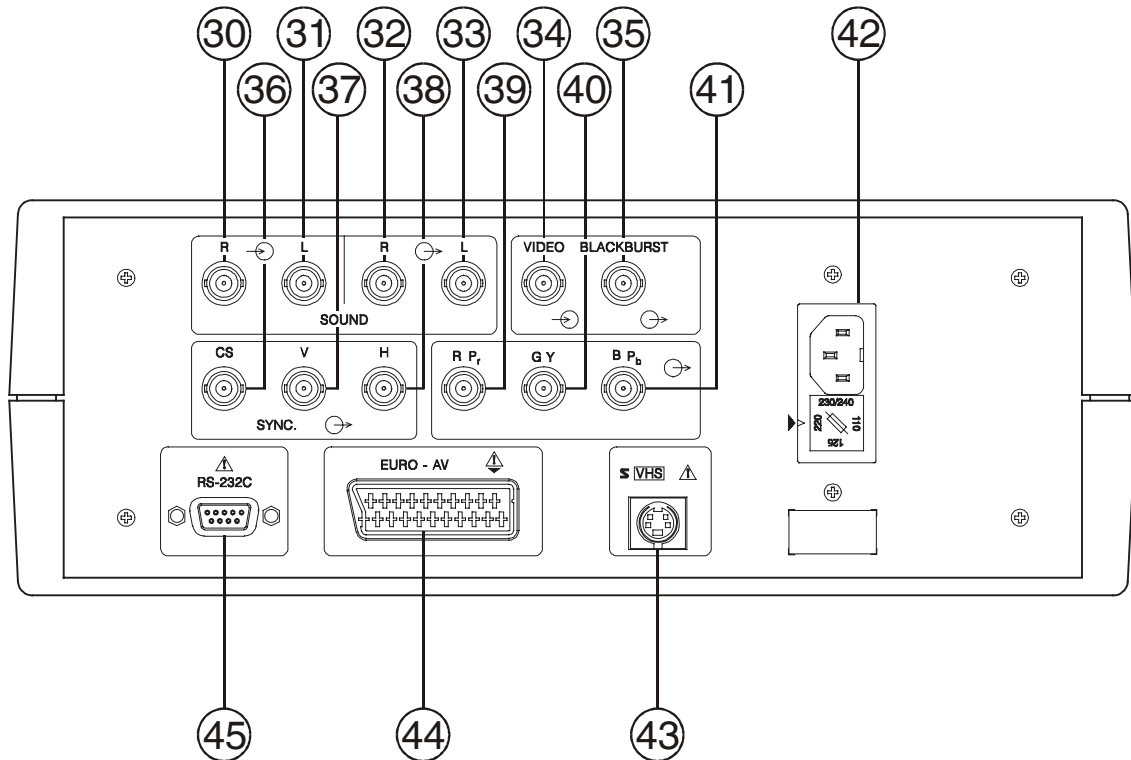 30 31 32 33 34 35 42
36 37 38 39 40 41
R L R L VIDEO BLACKBURST
SOUND
CS V H R Pr G Y B Pb
SYNC.
230/240
220
110
125
EURO - AV
S VHS
RS-232C
45 44 43